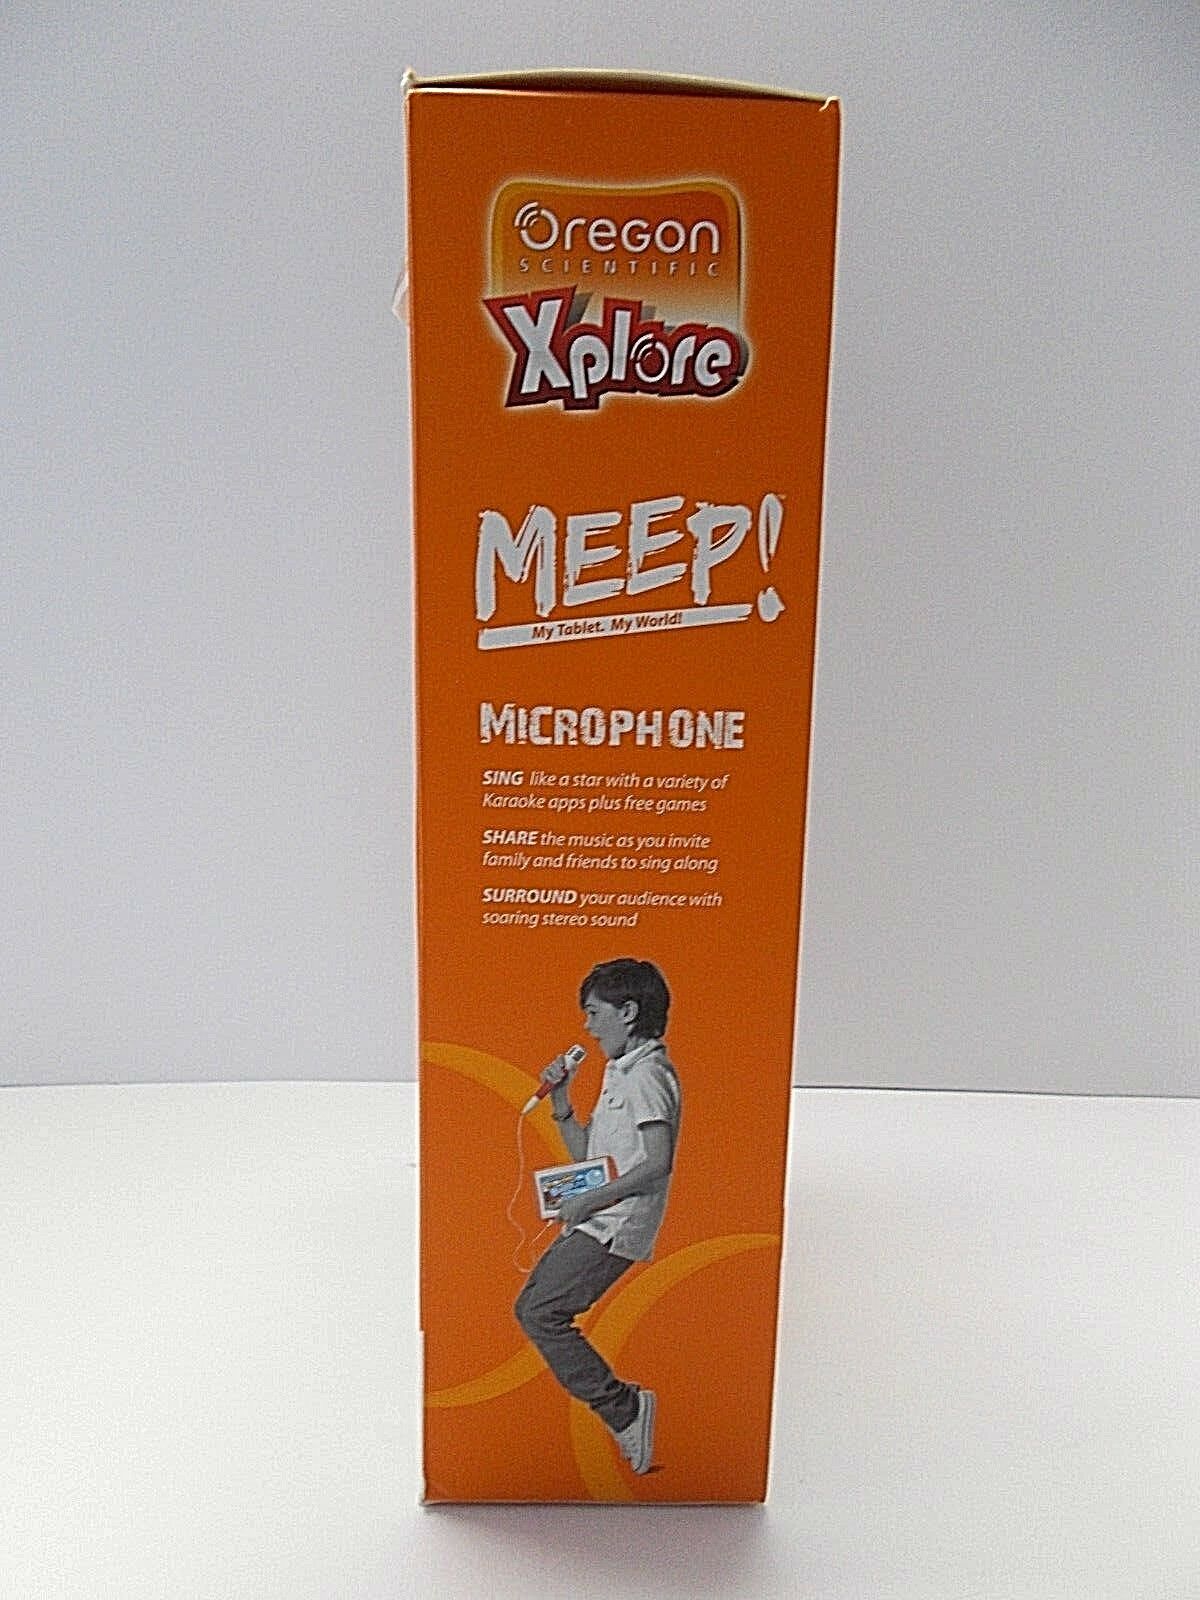 Oregon
SCIENTIFIC
Xplore
MEEP!
My Tablet. My World!
MICROPHONE
SING like a star with a variety of
Karaoke apps plus free games
SHARE the music as you invite
family and friends to sing along
SURROUND your audience with
soaring stereo sound